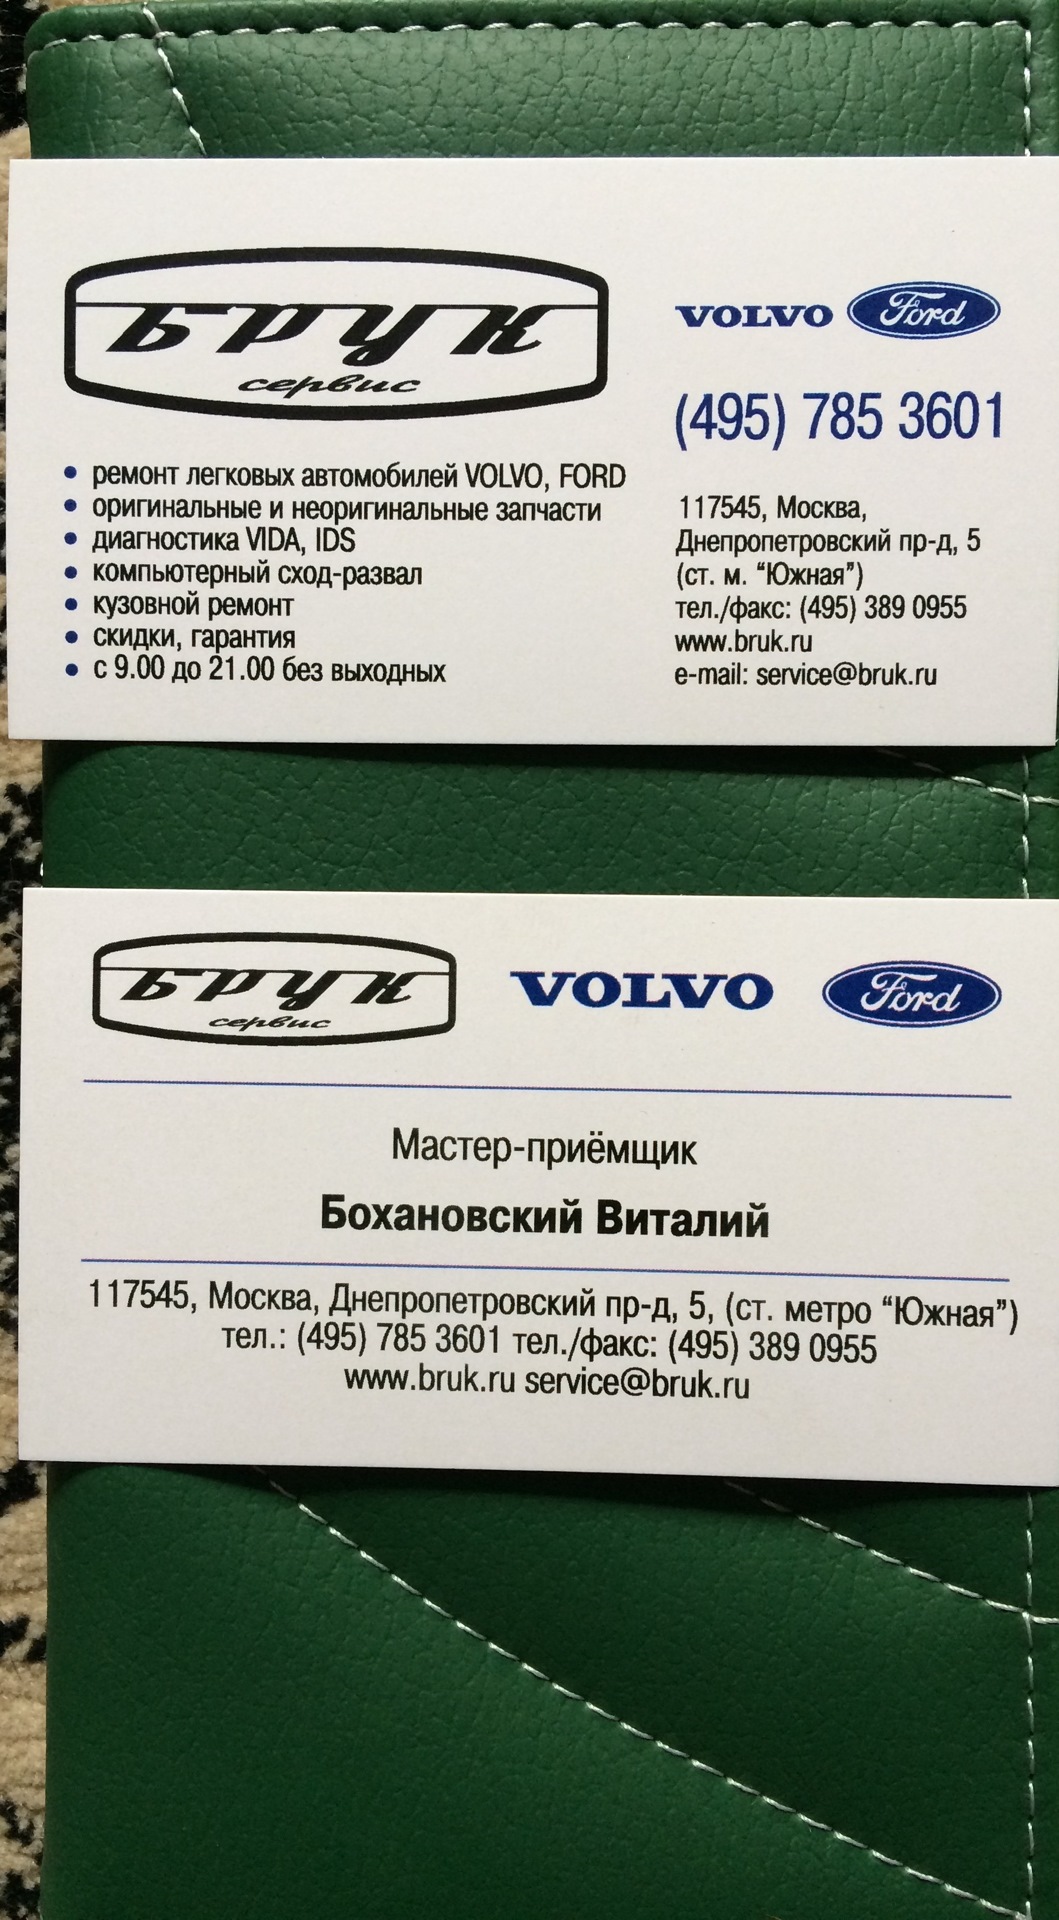 БРУК
сервис
VOLVO Ford
(495) 785 3601
• ремонт легковых автомобилей VOLVO, FORD
• оригинальные и неоригинальные запчасти
• диагностика VIDA, IDS
• компьютерный сход-развал
• кузовной ремонт
• скидки, гарантия
• с 9.00 до 21.00 без выходных
117545, Москва,
Днепропетровский пр-д, 5
(ст. м. “Южная”)
тел./факс: (495) 389 0955
www.bruk.ru
e-mail: service@bruk.ru
БРУК
сервис
VOLVO Ford
Мастер-приёмщик
Бохановский Виталий
117545, Москва, Днепропетровский пр-д, 5, (ст. метро “Южная”)
тел.: (495) 785 3601 тел./факс: (495) 389 0955
www.bruk.ru service@bruk.ru